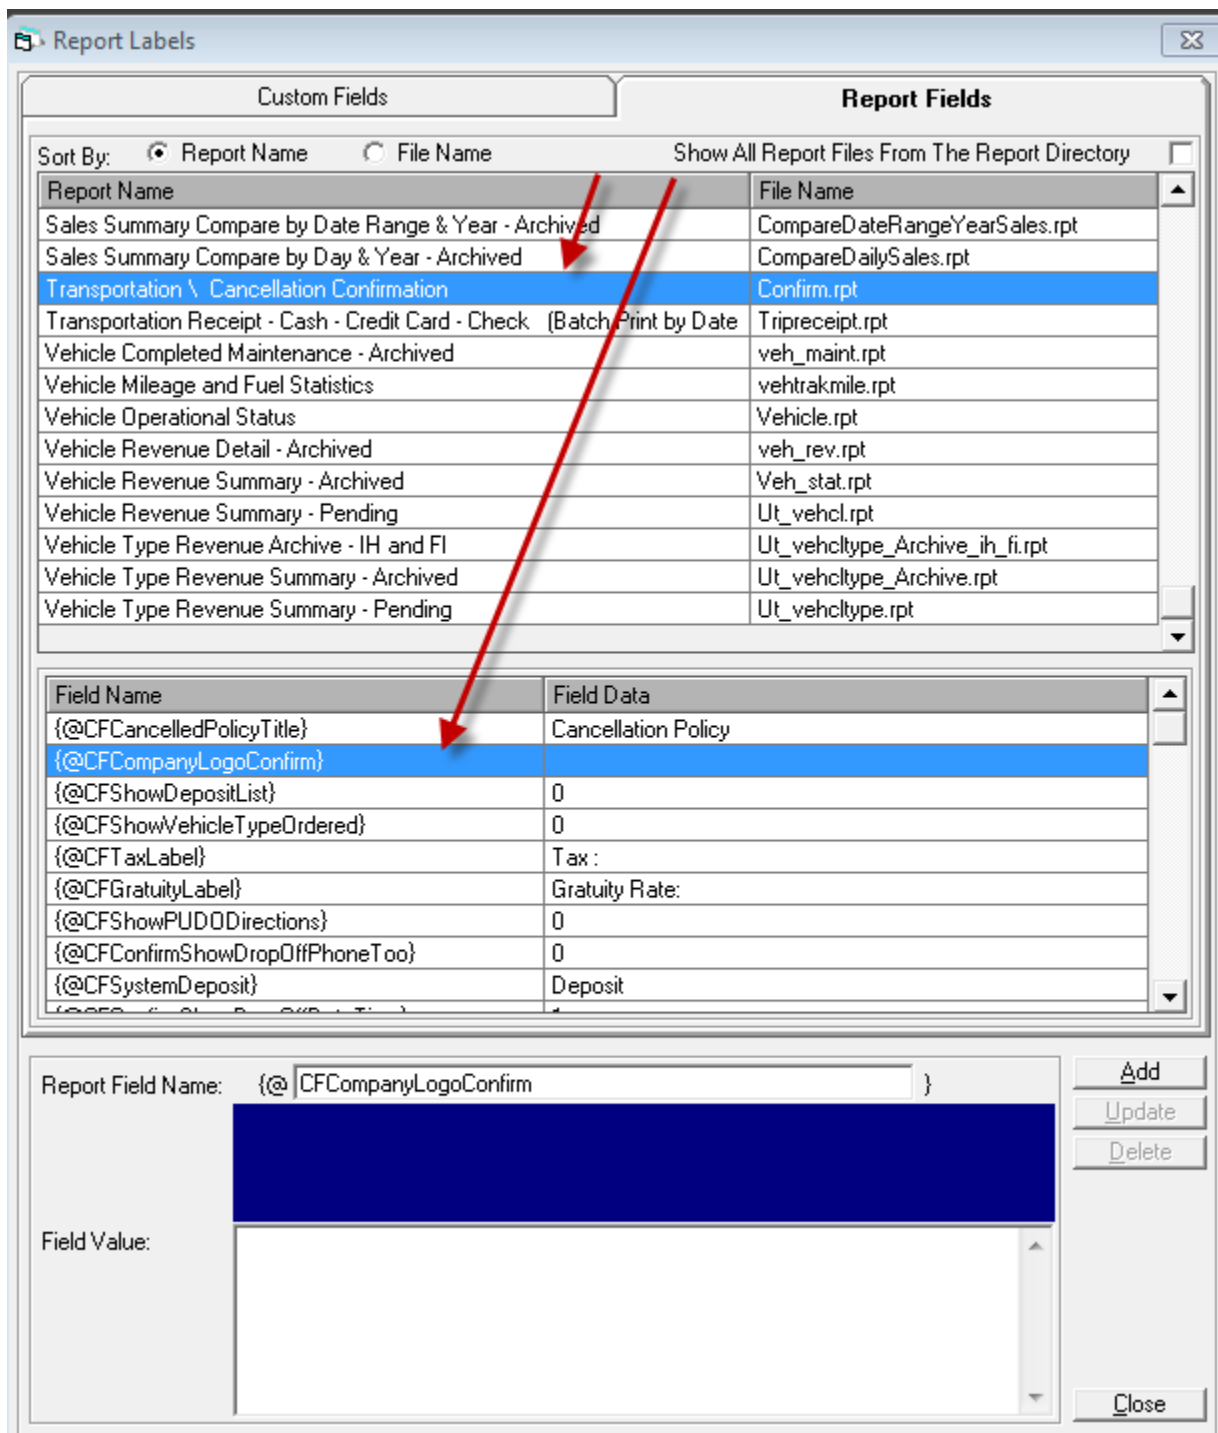 Report Labels
Custom Fields Report Fields
Sort By: Report Name File Name Show All Report Files From The Report Directory
Report Name File Name
Sales Summary Compare by Date Range & Year - Archived CompareDateRangeYearSales.rpt
Sales Summary Compare by Day & Year - Archived CompareDailySales.rpt
Transportation \ Cancellation Confirmation Confirm.rpt
Transportation Receipt - Cash - Credit Card - Check (Batch Print by Date Tripreceipt.rpt
Vehicle Completed Maintenance - Archived veh_maint.rpt
Vehicle Mileage and Fuel Statistics vehtrakmile.rpt
Vehicle Operational Status Vehicle.rpt
Vehicle Revenue Detail - Archived veh_rev.rpt
Vehicle Revenue Summary - Archived Veh_stat.rpt
Vehicle Revenue Summary - Pending Ut_vehcl.rpt
Vehicle Type Revenue Archive - IH and FI Ut_vehcltype_Archive_ih_fi.rpt
Vehicle Type Revenue Summary - Archived Ut_vehcltype_Archive.rpt
Vehicle Type Revenue Summary - Pending Ut_vehcltype.rpt
Field Name Field Data
{@CFCancelledPolicyTitle} Cancellation Policy
{@CFCompanyLogoConfirm}
{@CFShowDepositList} 0
{@CFShowVehicleTypeOrdered} 0
{@CFTaxLabel} Tax :
{@CFGratuityLabel} Gratuity Rate:
{@CFShowPUDODirections} 0
{@CFConfirmShowDropOffPhoneToo} 0
{@CFSystemDeposit} Deposit
Report Field Name: {@ CFCompanyLogoConfirm } Add
Update
Delete
Field Value:
Close